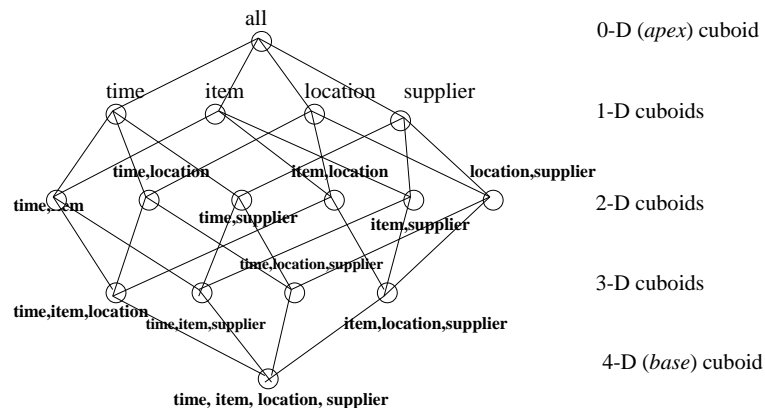 all
0-D (apex) cuboid
time
item
location
supplier
1-D cuboids
time,location
item,location
location,supplier
time,item
time,supplier
item,supplier
2-D cuboids
time,location,supplier
3-D cuboids
time,item,location
time,item,supplier
item,location,supplier
4-D (base) cuboid
time, item, location, supplier